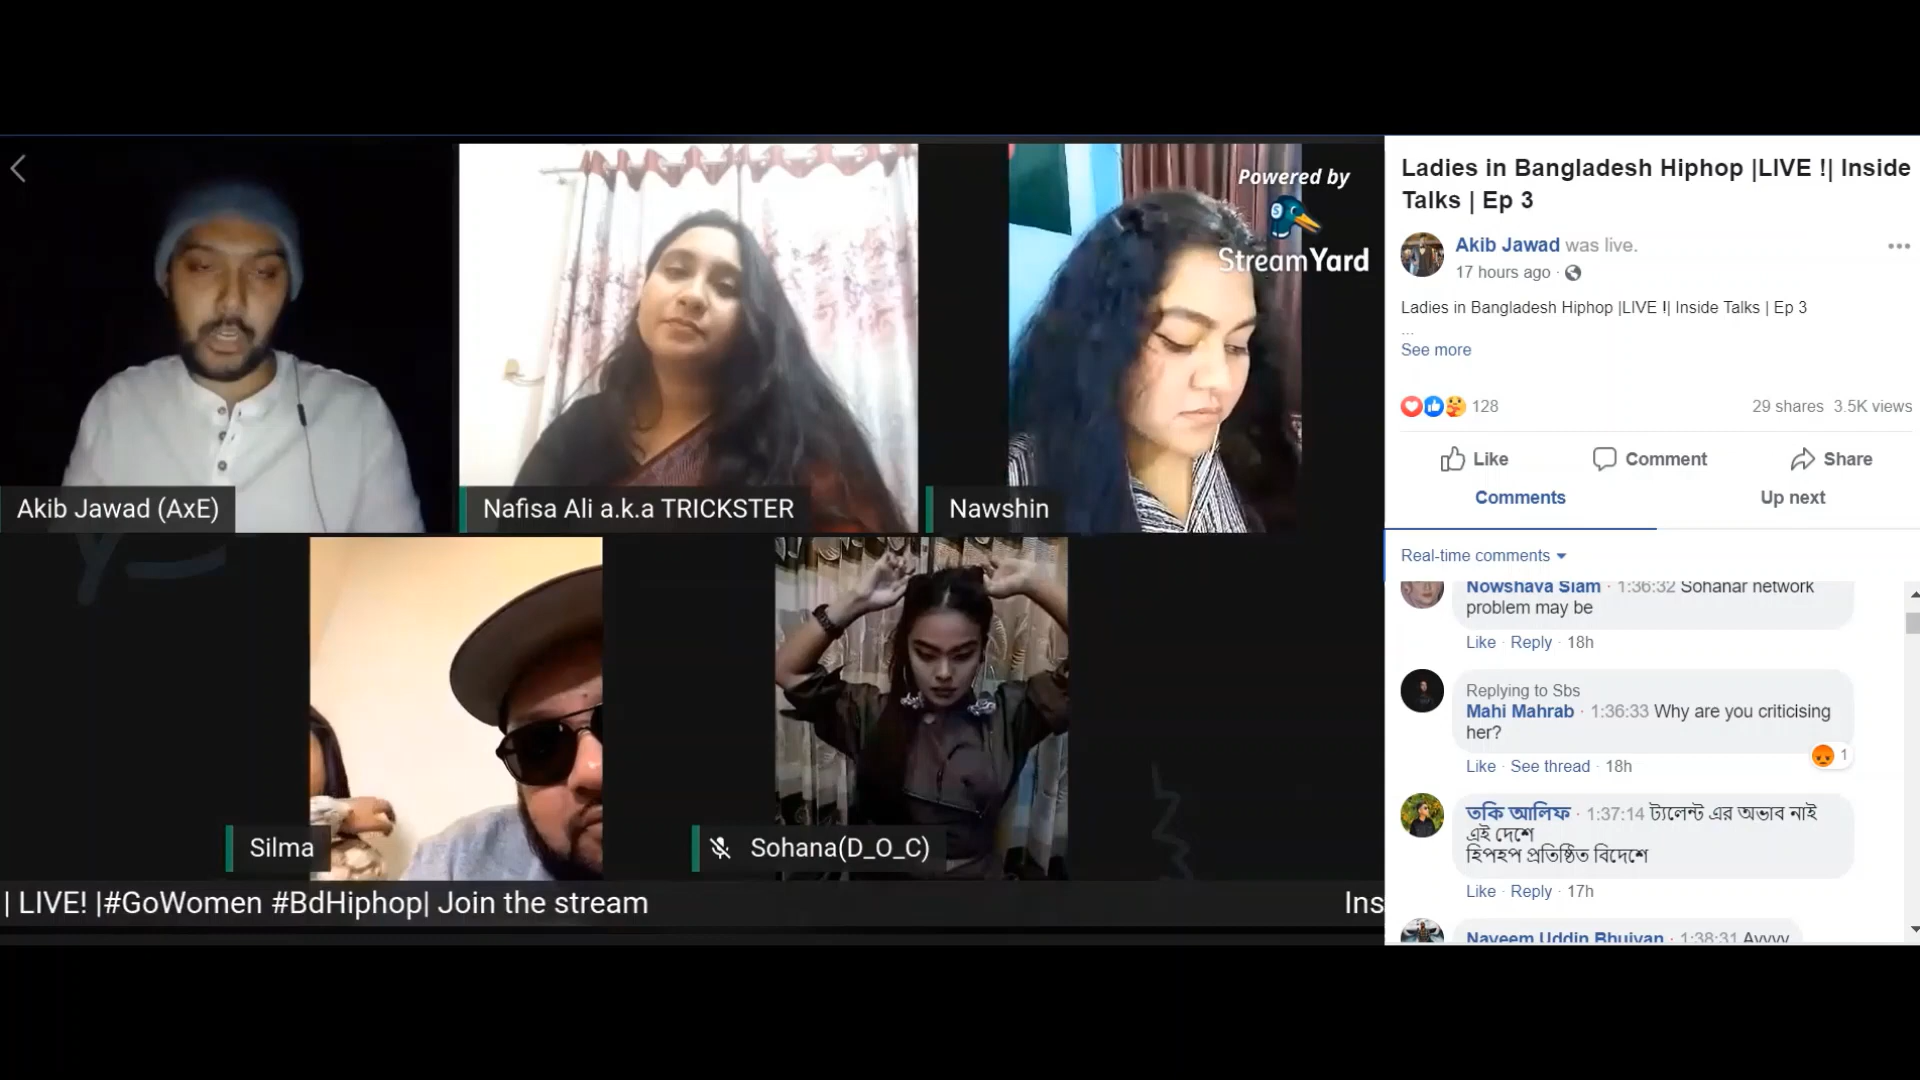 Powered by
StreamYard
Akib Jawad (AxE)
Nafisa Ali a.k.a TRICKSTER
Nawshin
Silma
Sohana(D_O_C)
| LIVE! |#GoWomen #BdHiphop| Join the stream
Ins
Ladies in Bangladesh Hiphop |LIVE !| Inside
Talks | Ep 3
Akib Jawad was live.
17 hours ago ·
Ladies in Bangladesh Hiphop |LIVE !| Inside Talks | Ep 3
...
See more
128
29 shares 3.5K views
Like
Comment
Share
Comments
Up next
Real-time comments
Nowshava Siam · 1:36:32 Sohanar network
problem may be
Like · Reply · 18h
Replying to Sbs
Mahi Mahrab · 1:36:33 Why are you criticising
her?
1
Like · See thread · 18h
তকি আলিফ · 1:37:14 ট্যলেন্ট এর অভাব নাই
এই দেশে
হিপহপ প্রতিষ্ঠিত বিদেশে
Like · Reply · 17h
Nayeem Uddin Bhuiyan · 1:38:31 Ayyyy